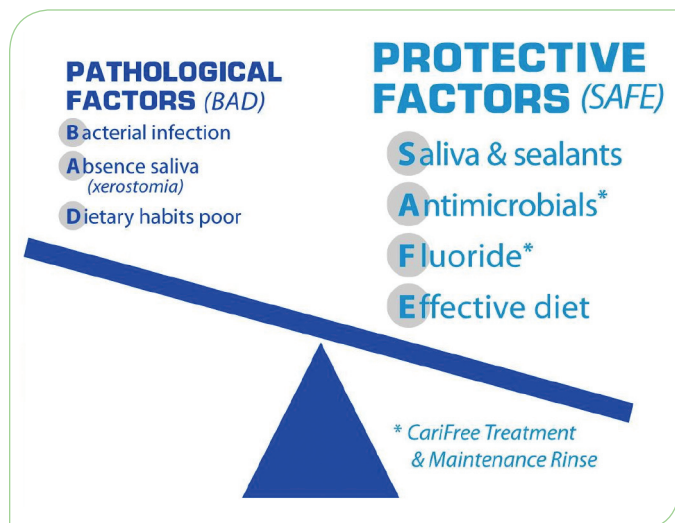 PATHOLOGICAL
FACTORS (BAD)
Bacterial infection
Absence saliva
(xerostomia)
Dietary habits poor
PROTECTIVE
FACTORS (SAFE)
Saliva & sealants
Antimicrobials*
Fluoride*
Effective diet
* CariFree Treatment
& Maintenance Rinse